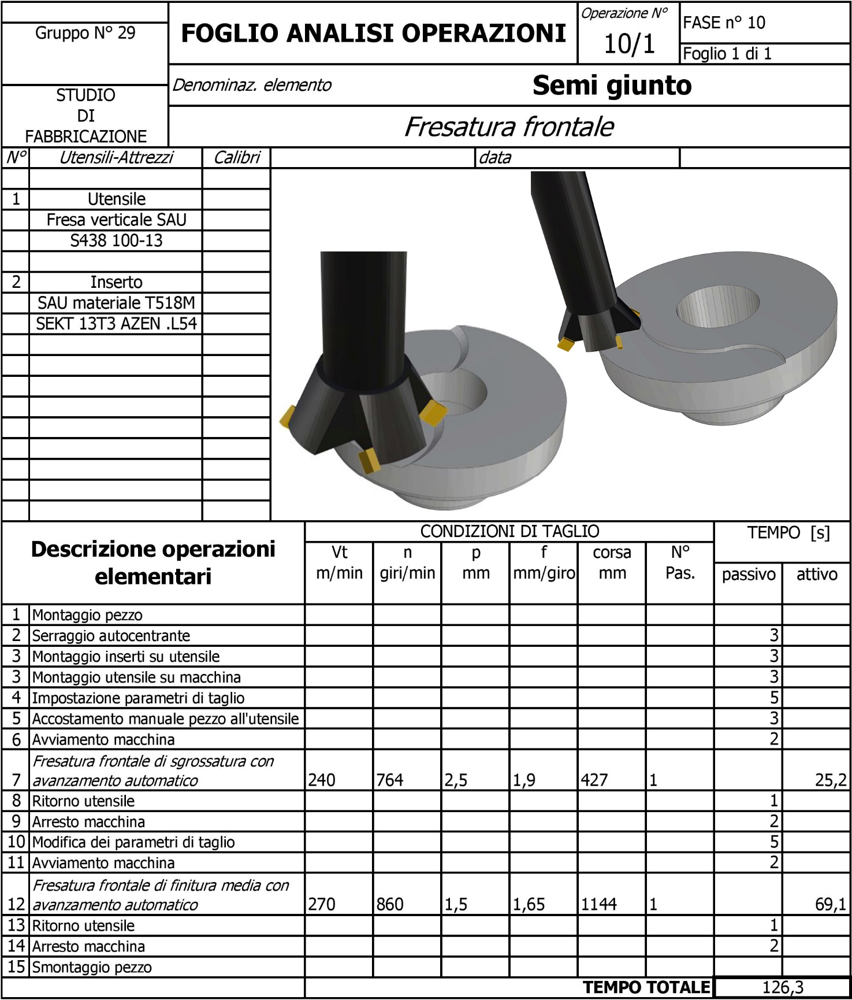 Gruppo N° 29
FOGLIO ANALISI OPERAZIONI
Operazione N°
10/1
FASE n° 10
Foglio 1 di 1
STUDIO
DI
FABBRICAZIONE
Denominaz. elemento
Semi giunto
Fresatura frontale
N° Utensili-Attrezzi Calibri data
1 Utensile
Fresa verticale SAU
S438 100-13
2 Inserto
SAU materiale T518M
SEKT 13T3 AZEN .L54
Descrizione operazioni
elementari
CONDIZIONI DI TAGLIO
TEMPO [s]
Vt n p f corsa N°
m/min giri/min mm mm/giro mm Pas. passivo attivo
1 Montaggio pezzo
2 Serraggio autocentrante 3
3 Montaggio inserti su utensile 3
3 Montaggio utensile su macchina 3
4 Impostazione parametri di taglio 5
5 Accostamento manuale pezzo all'utensile 3
6 Avviamento macchina 2
Fresatura frontale di sgrossatura con
7 avanzamento automatico 240 764 2,5 1,9 427 1 25,2
8 Ritorno utensile 1
9 Arresto macchina 2
10 Modifica dei parametri di taglio 5
11 Avviamento macchina 2
Fresatura frontale di finitura media con
12 avanzamento automatico 270 860 1,5 1,65 1144 1 69,1
13 Ritorno utensile 1
14 Arresto macchina 2
15 Smontaggio pezzo
TEMPO TOTALE 126,3